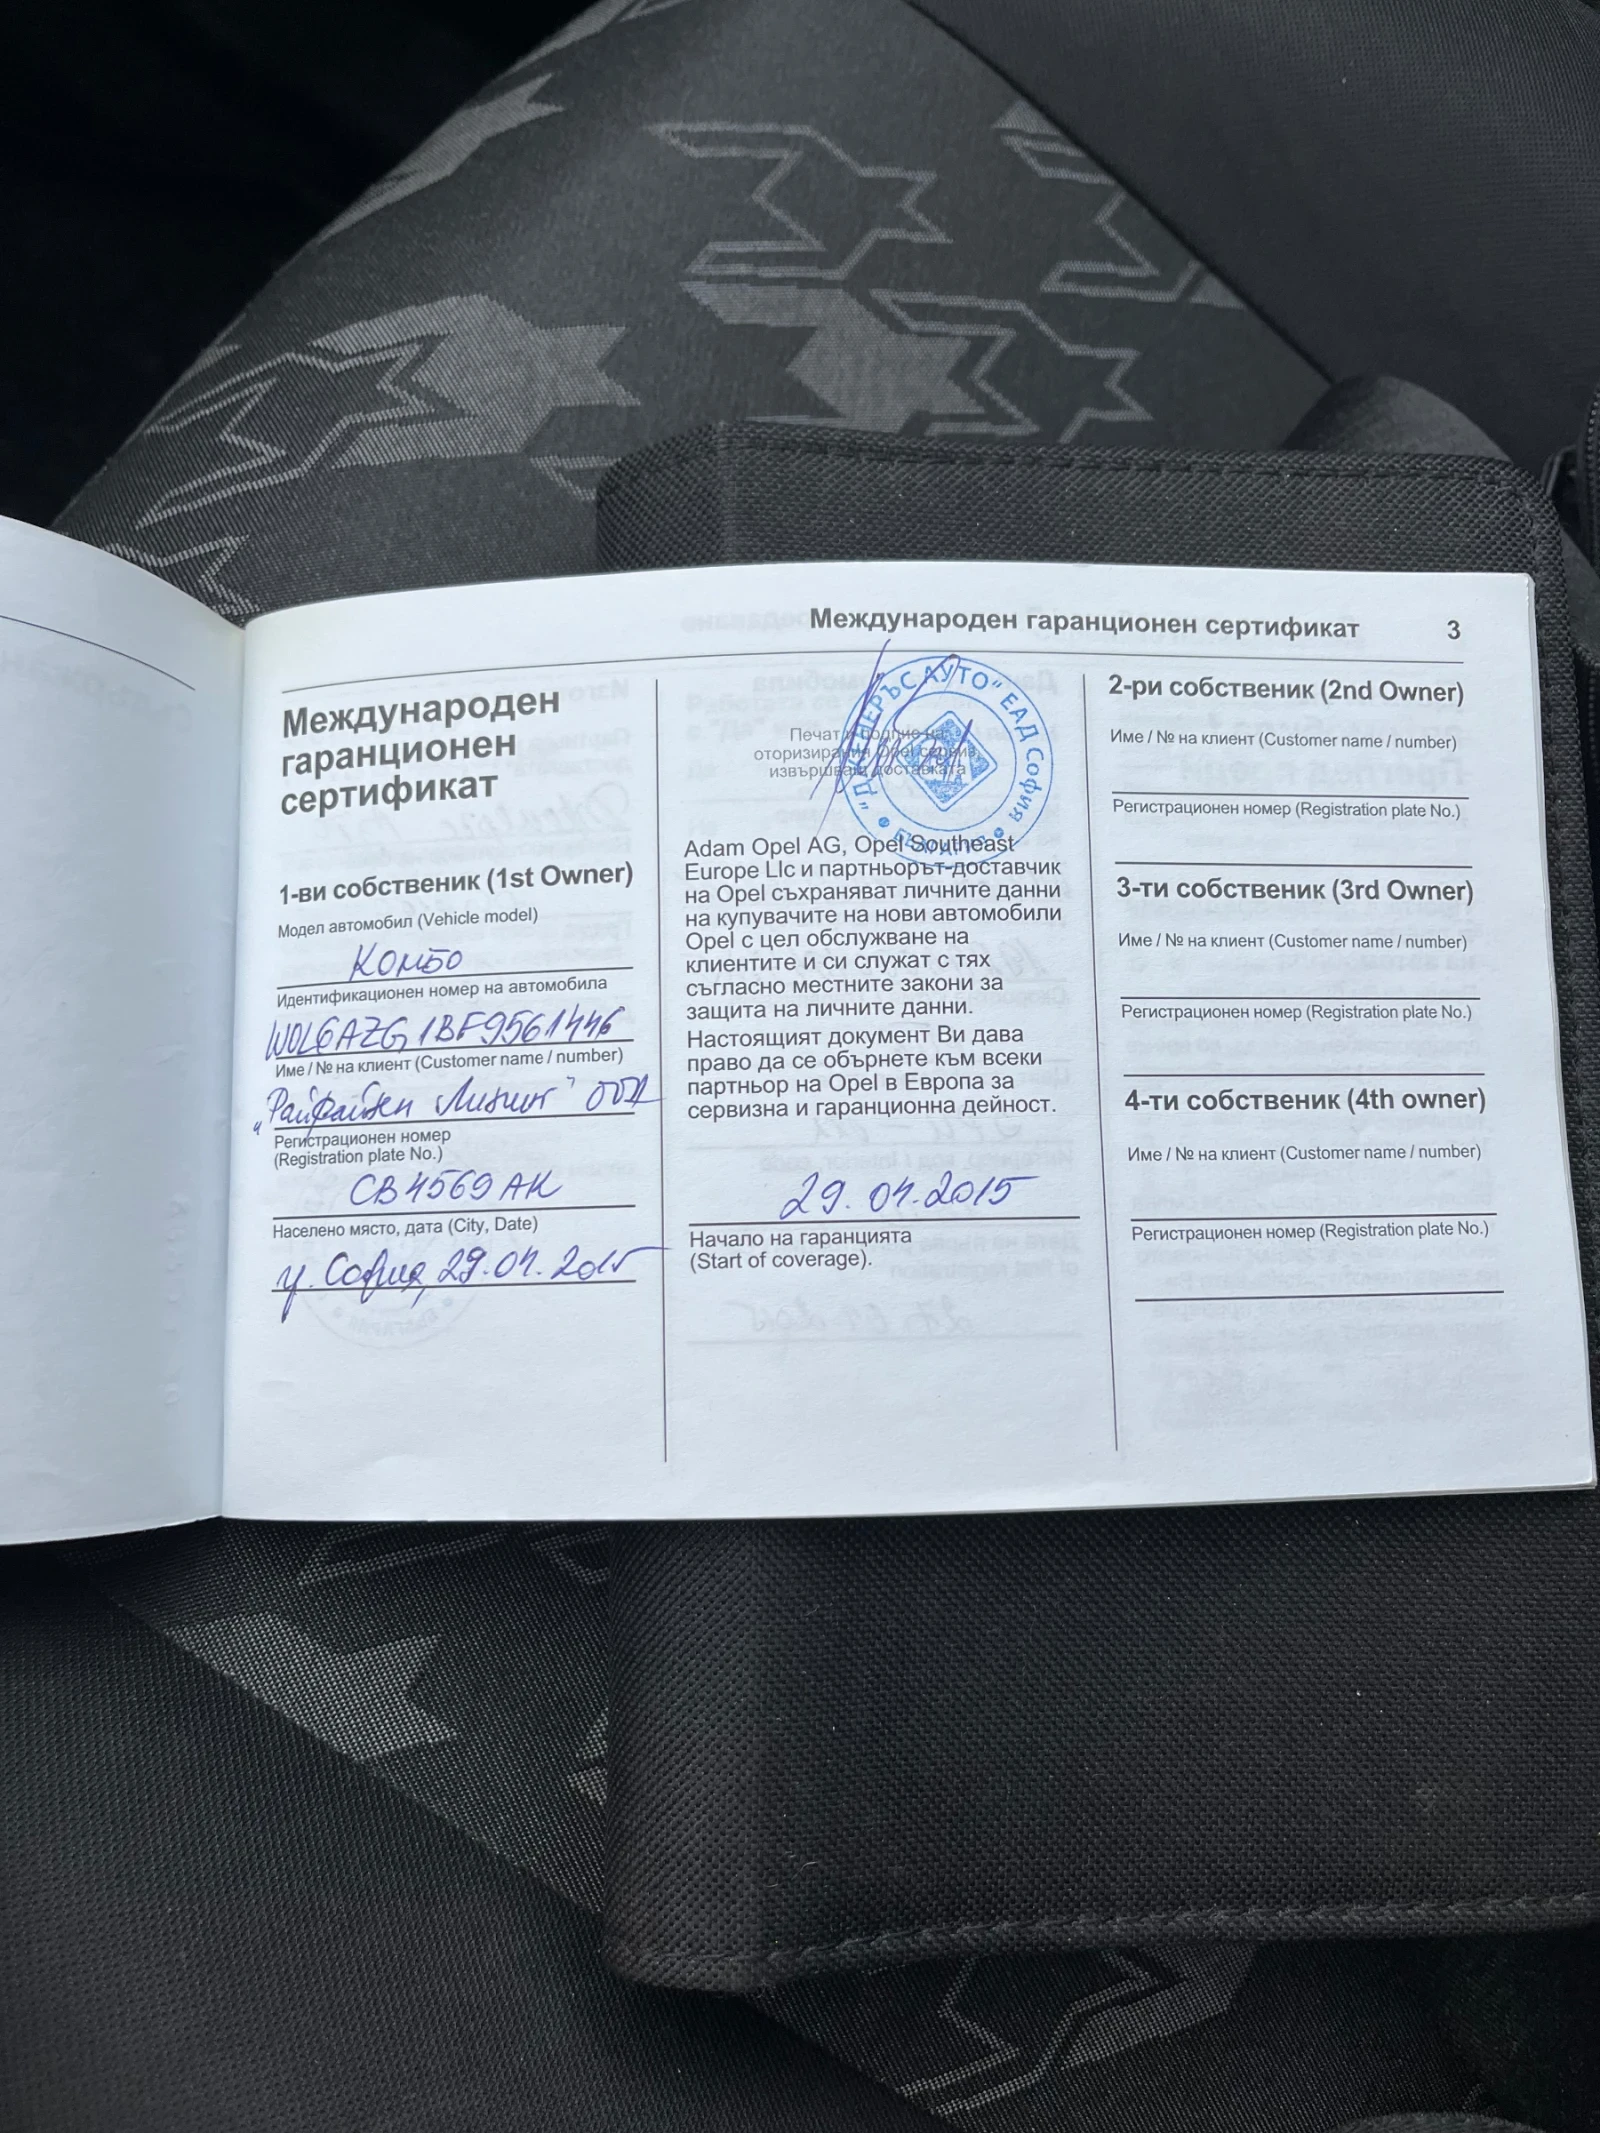 Международен гаранционен сертификат 3
Международен
гаранционен
сертификат
1-ви собственик (1st Owner)
Модел автомобил (Vehicle model)
Комбо
Идентификационен номер на автомобила
W0L6AZG1BF9561446
Име / № на клиент (Customer name / number)
„Райфайзен Лизинг" ООД
Регистрационен номер
(Registration plate No.)
СВ4569АК
Населено място, дата (City, Date)
гр. София, 29.04.2015
Печат и подпис на
оторизирания Opel сервиз
извършващ доставката
"ДЖЕНЕРЪС АУТО" ЕАД София
БЪЛГАРИЯ
Adam Opel AG, Opel Southeast
Europe Llc и партньорът-доставчик
на Opel съхраняват личните данни
на купувачите на нови автомобили
Opel с цел обслужване на
клиентите и си служат с тях
съгласно местните закони за
защита на личните данни.
Настоящият документ Ви дава
право да се обърнете към всеки
партньор на Opel в Европа за
сервизна и гаранционна дейност.
29.04.2015
Начало на гаранцията
(Start of coverage).
2-ри собственик (2nd Owner)
Име / № на клиент (Customer name / number)
Регистрационен номер (Registration plate No.)
3-ти собственик (3rd Owner)
Име / № на клиент (Customer name / number)
Регистрационен номер (Registration plate No.)
4-ти собственик (4th owner)
Име / № на клиент (Customer name / number)
Регистрационен номер (Registration plate No.)